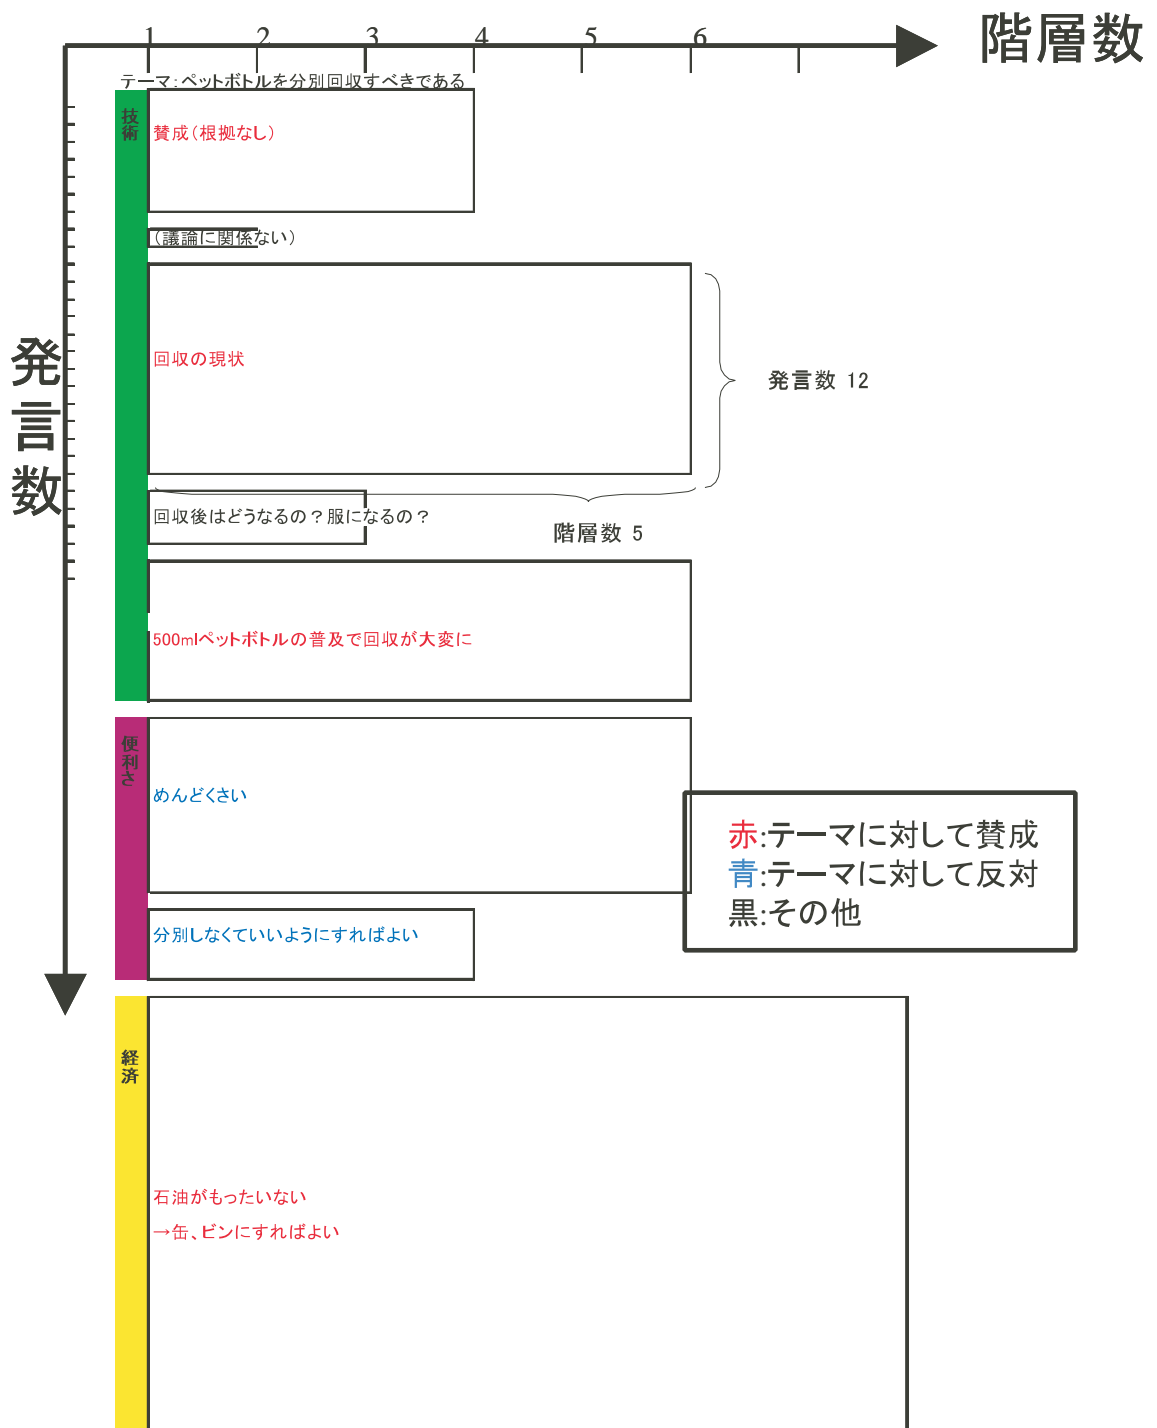 階層数
1 2 3 4 5 6
テーマ:ペットボトルを分別回収すべきである
技術
賛成(根拠なし)
(議論に関係ない)
発言数
回収の現状
発言数 12
回収後はどうなるの?服になるの?
階層数 5
500mlペットボトルの普及で回収が大変に
便利さ
めんどくさい
赤:テーマに対して賛成
青:テーマに対して反対
黒:その他
分別しなくていいようにすればよい
経済
石油がもったいない
→缶、ビンにすればよい